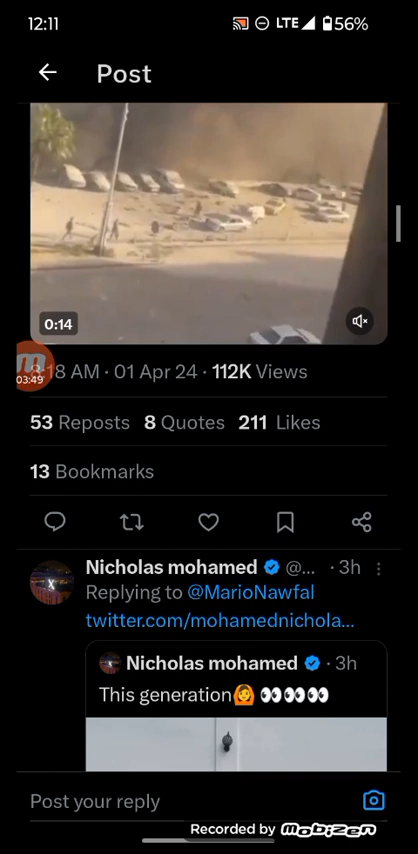 12:11
LTE
56%
Post
0:14
:18 AM · 01 Apr 24 · 112K Views
03:49
53 Reposts 8 Quotes 211 Likes
13 Bookmarks
Nicholas mohamed @... · 3h
Replying to @MarioNawfal
twitter.com/mohamednichola...
Nicholas mohamed · 3h
This generation🙆 👀👀👀
Post your reply
Recorded by mobizen